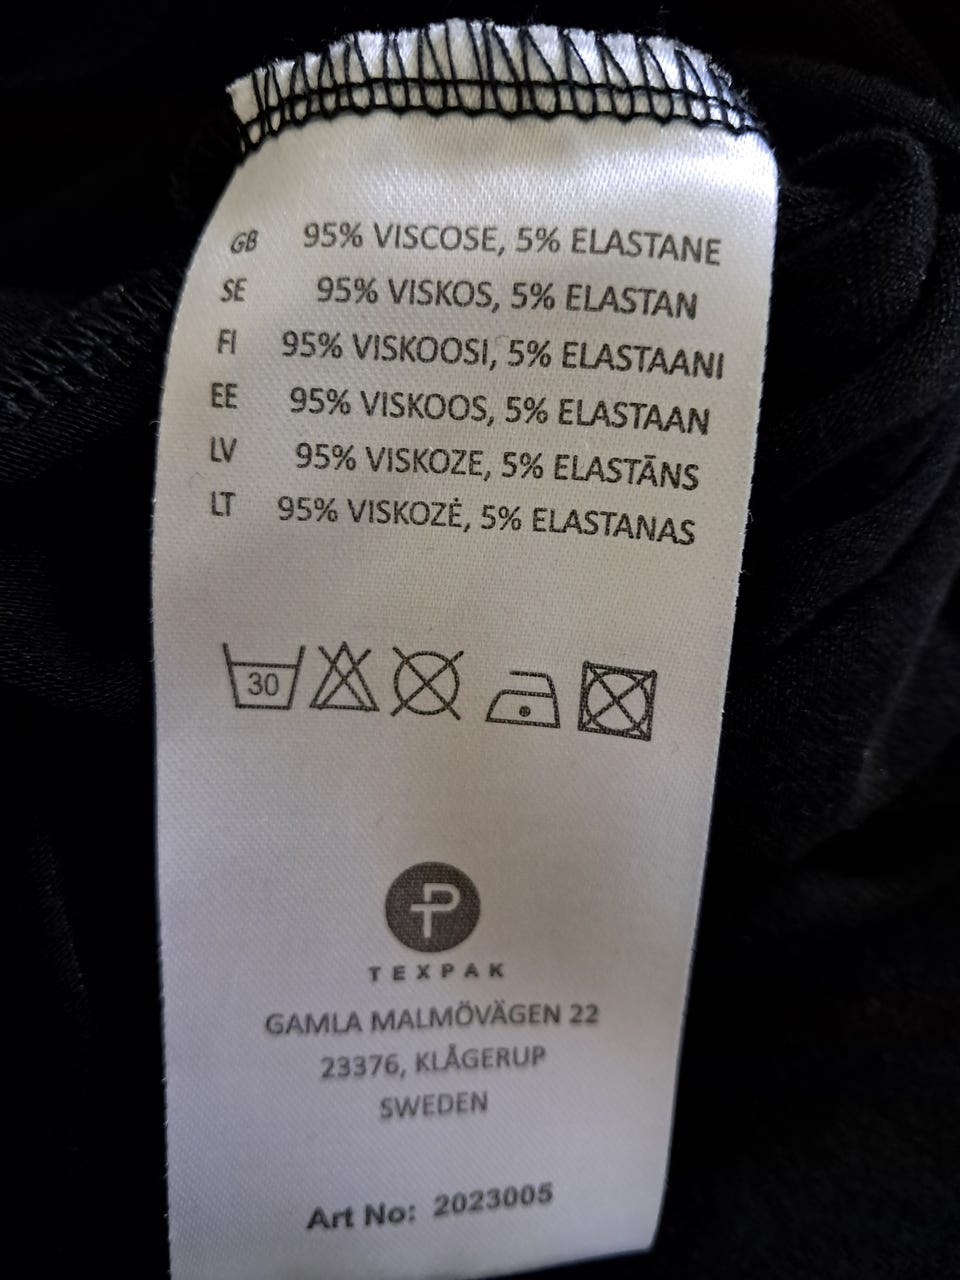 GB 95% VISCOSE, 5% ELASTANE
SE 95% VISKOS, 5% ELASTAN
FI 95% VISKOOSI, 5% ELASTAANI
EE 95% VISKOOS, 5% ELASTAAN
LV 95% VISKOZE, 5% ELASTĀNS
LT 95% VISKOZĖ, 5% ELASTANAS
30
TEXPAK
GAMLA MALMÖVÄGEN 22
23376, KLÅGERUP
SWEDEN
Art No: 2023005